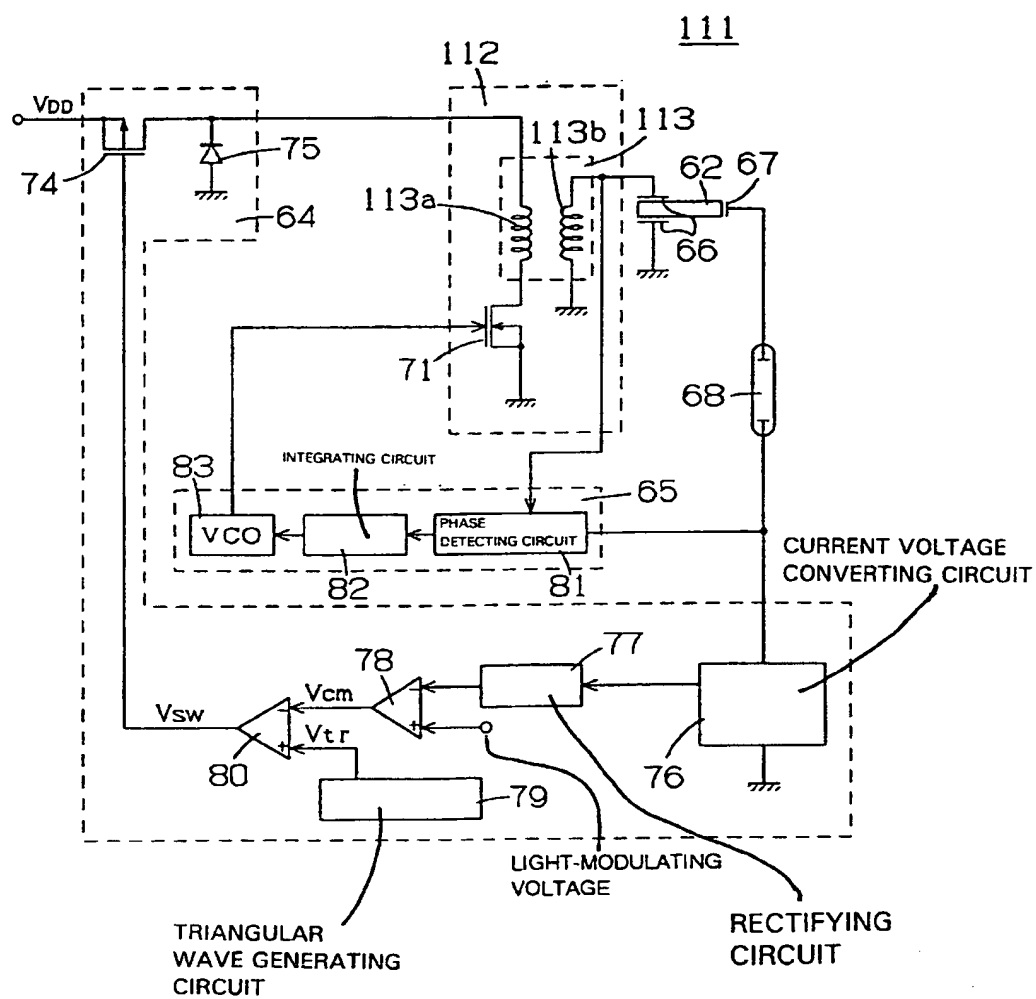 111
112
VDD
113
113b
67
62
74
75
113a
64
66
71
68
83
INTEGRATING CIRCUIT
65
VCO
PHASE
DETECTING CIRCUIT
82
81
CURRENT VOLTAGE
CONVERTING CIRCUIT
77
78
Vcm
-
-
Vsw
Vtr
+
+
76
80
79
LIGHT-MODULATING
VOLTAGE
RECTIFYING
CIRCUIT
TRIANGULAR
WAVE GENERATING
CIRCUIT